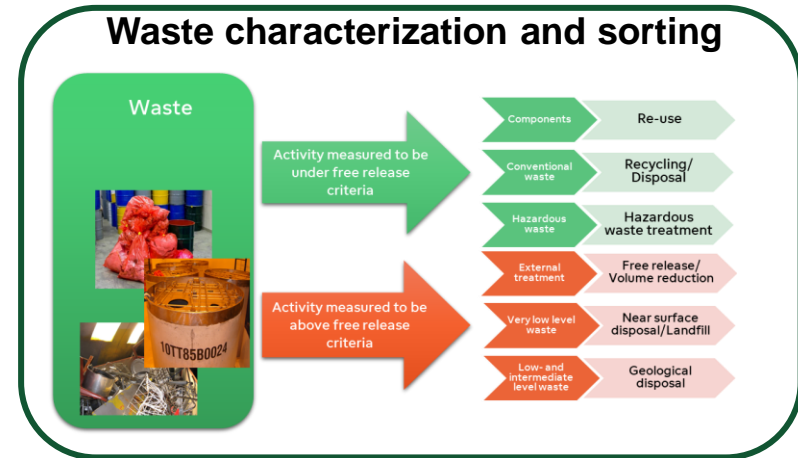 Waste characterization and sorting
Waste
Activity measured to be
under free release
criteria
Activity measured to be
above free release
criteria
10TT85B0024
Components
Re-use
Conventional
waste
Recycling/
Disposal
Hazardous
waste
Hazardous
waste treatment
External
treatment
Free release/
Volume reduction
Very low level
waste
Near surface
disposal/Landfill
Low- and
intermediate
level waste
Geological
disposal